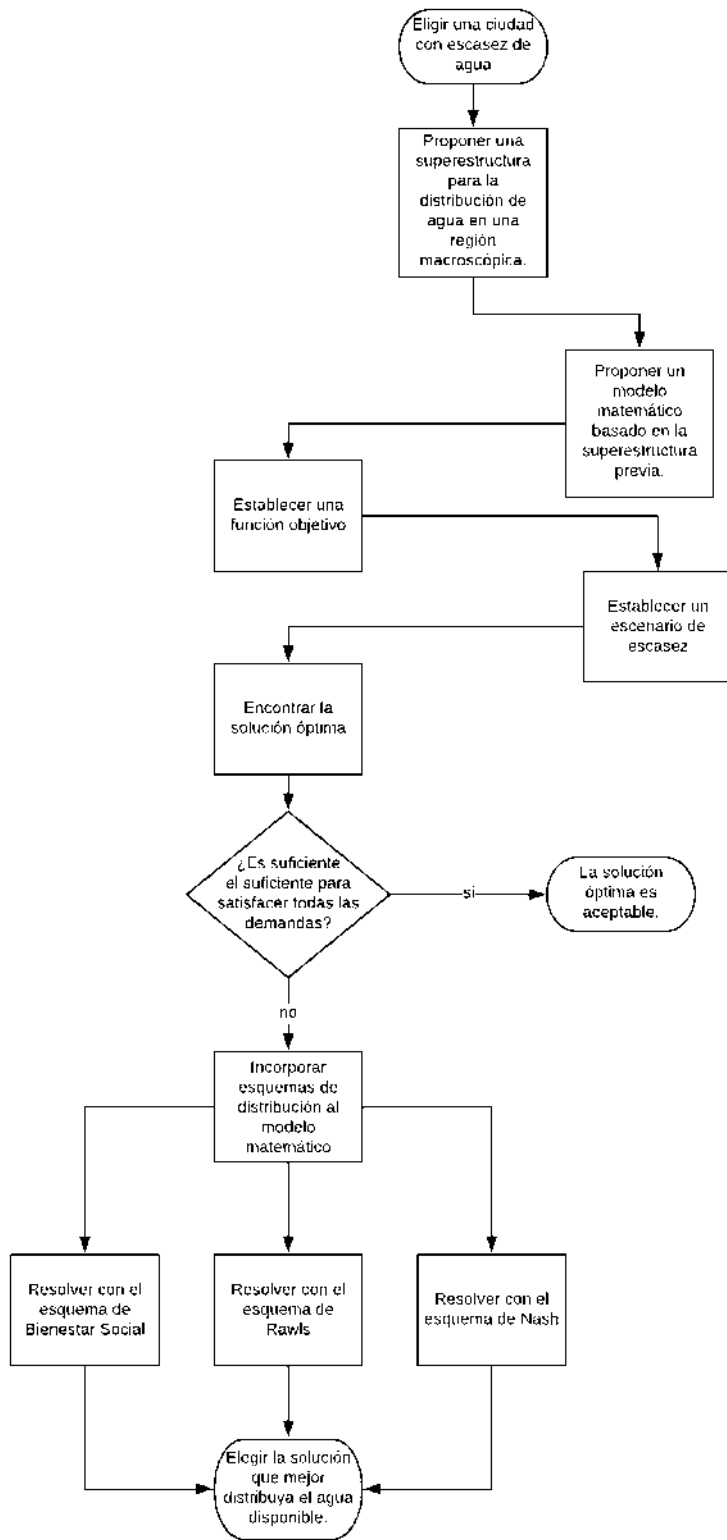 Eligir una ciudad
con escasez de
agua
Proponer una
superestructura
para la
distribución de
agua en una
región
macroscópica.
Proponer un
modelo
matemático
basado en la
superestructura
previa.
Establecer una
función objetivo
Establecer un
escenario de
escasez
Encontrar la
solución óptima
¿Es suficiente
el suficiente para
satisfacer todas las
demandas?
si
La solución
óptima es
aceptable.
no
Incorporar
esquemas de
distribución al
modelo
matemático
Resolver con el
esquema de
Bienestar Social
Resolver con el
esquema de
Rawls
Resolver con el
esquema de Nash
Elegir la solución
que mejor
distribuya el agua
disponible.